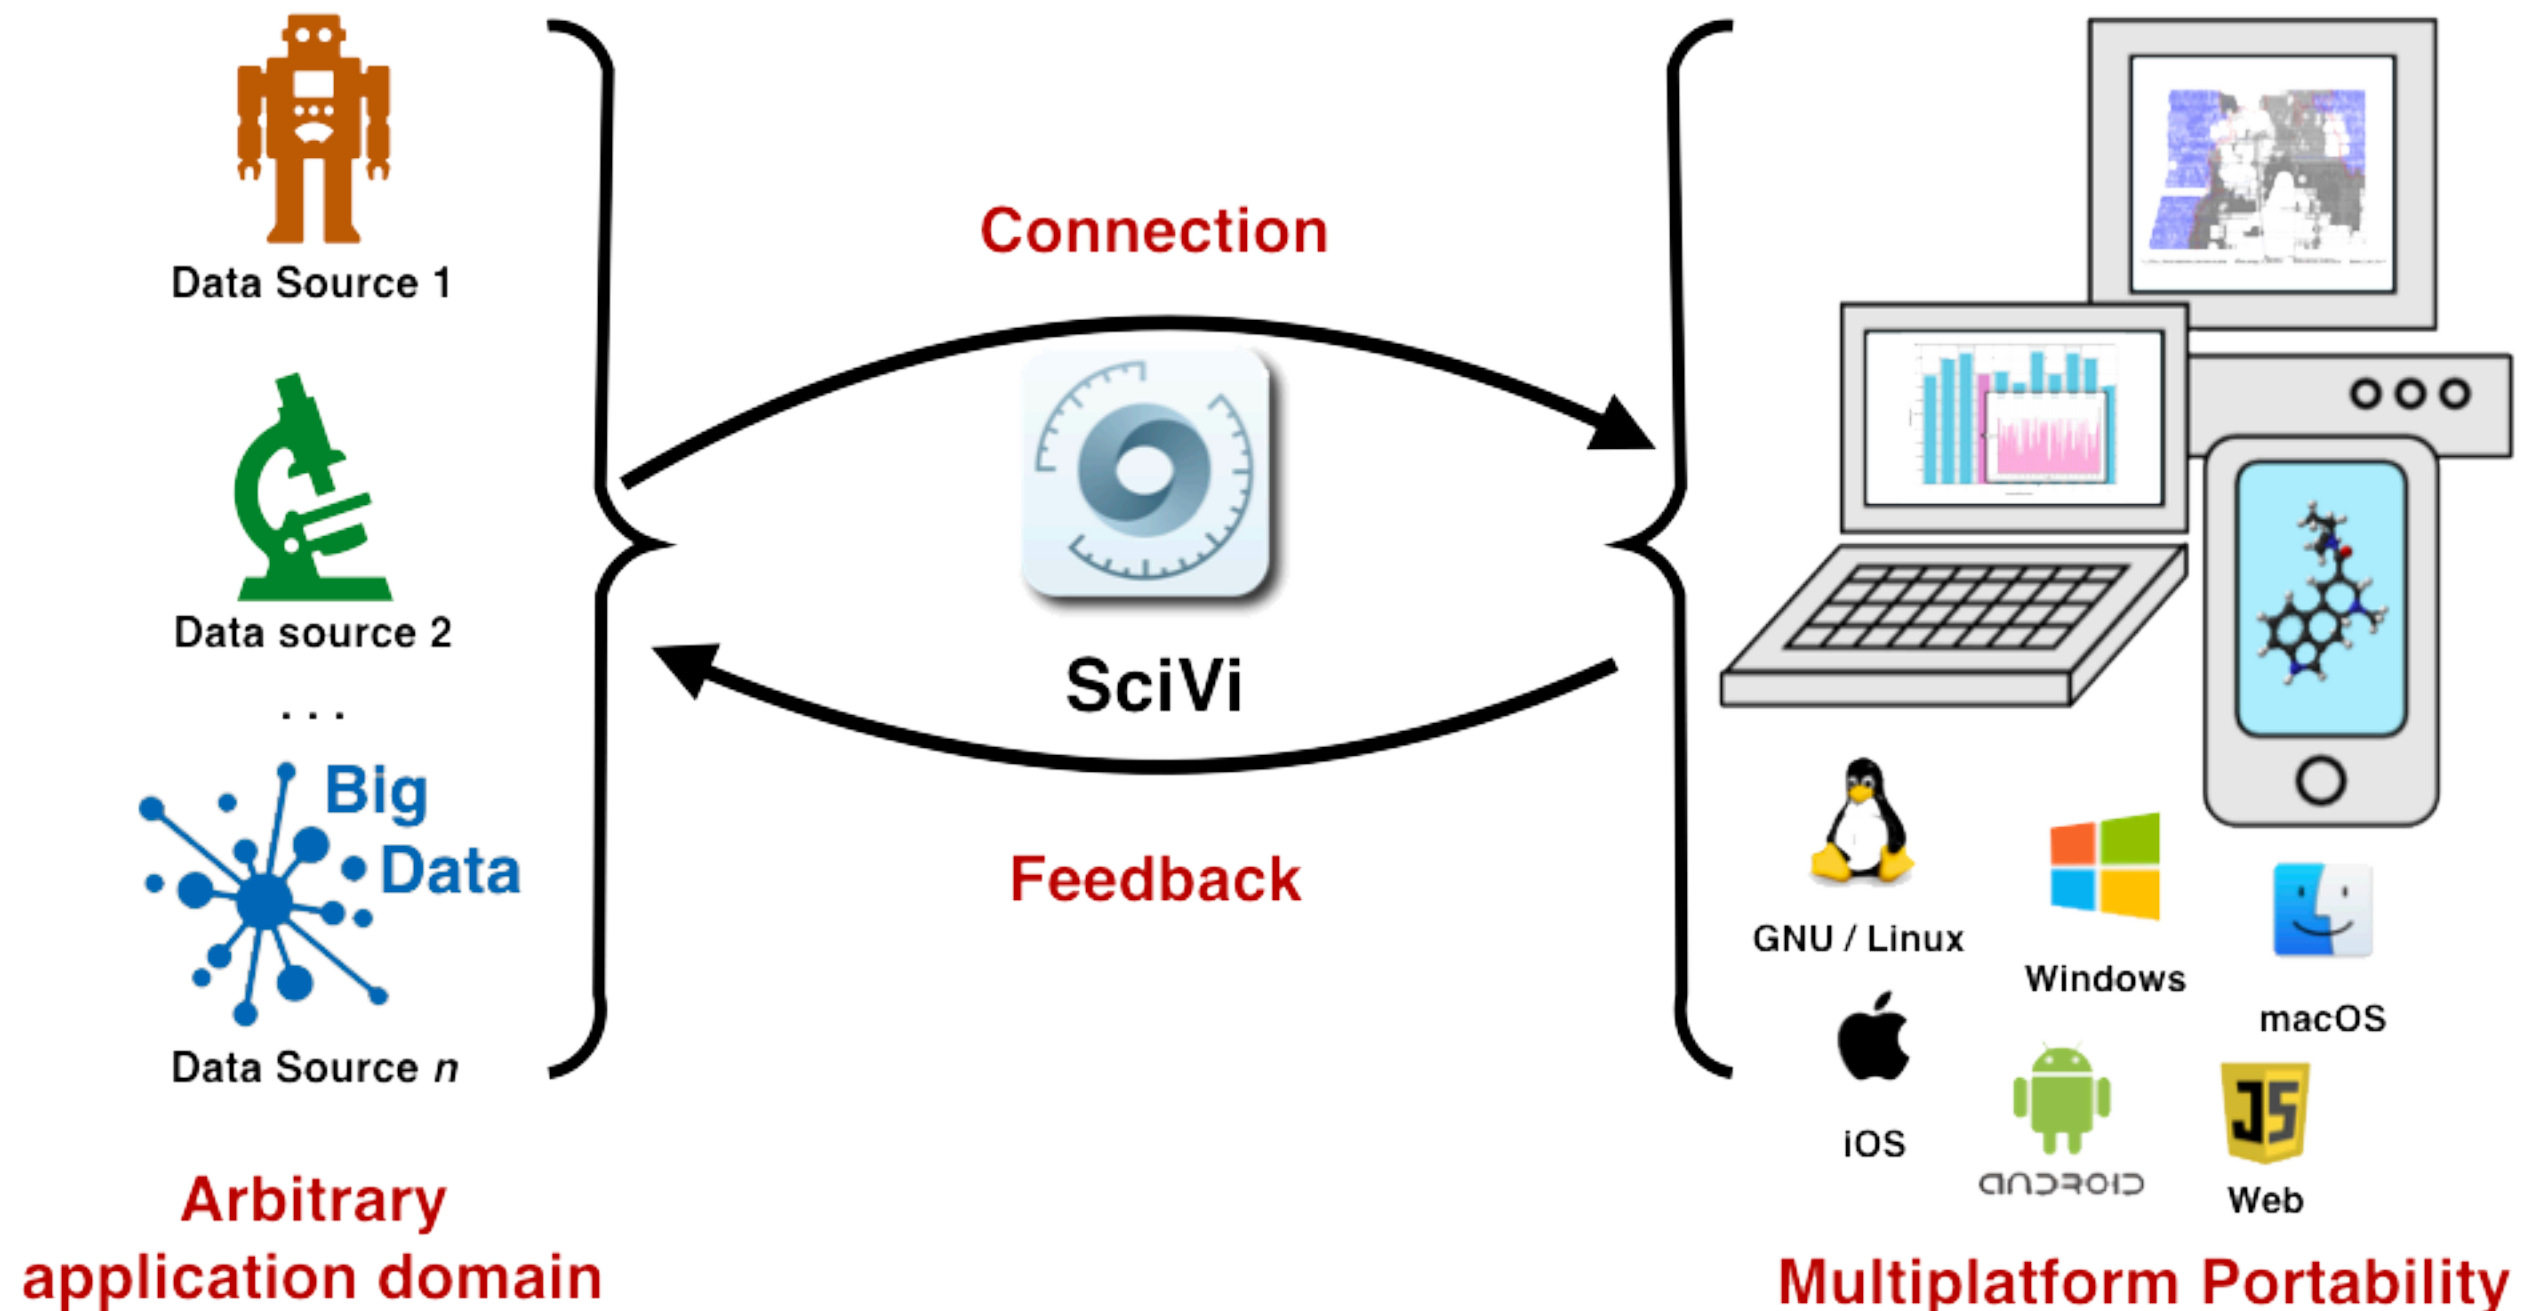 Data Source 1
Data source 2
...
Big
Data
Data Source n
Arbitrary
application domain
Connection
SciVi
Feedback
GNU / Linux
Windows
macOS
iOS
ANDROID
JS
Web
Multiplatform Portability